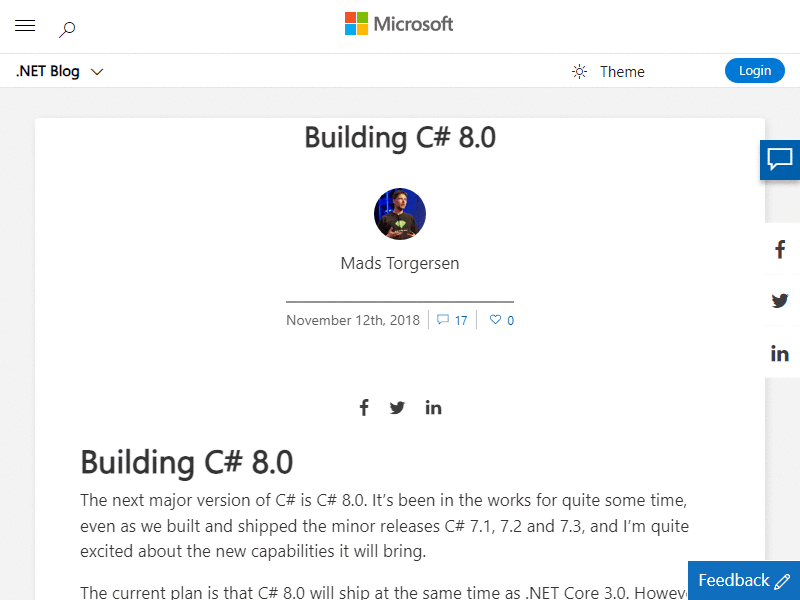 Microsoft
.NET Blog
Theme
Login
Building C# 8.0
Mads Torgersen
November 12th, 2018
17
0
Building C# 8.0
The next major version of C# is C# 8.0. It’s been in the works for quite some time,
even as we built and shipped the minor releases C# 7.1, 7.2 and 7.3, and I’m quite
excited about the new capabilities it will bring.
The current plan is that C# 8.0 will ship at the same time as .NET Core 3.0.
Feedback